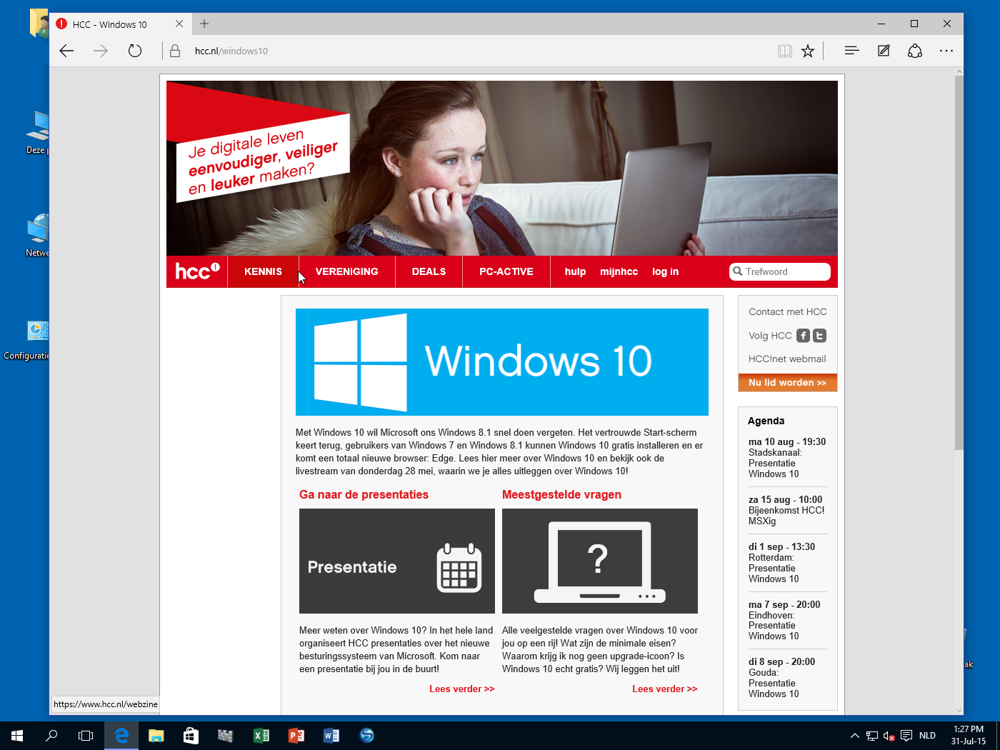 HCC - Windows 10
hcc.nl/windows10
Je digitale leven
eenvoudiger, veiliger
en leuker maken?
hcc!
KENNIS
VERENIGING
DEALS
PC-ACTIVE
hulp
mijnhcc
log in
Trefwoord
Deze p
Netwe
Configuratie
Windows 10
Met Windows 10 wil Microsoft ons Windows 8.1 snel doen vergeten. Het vertrouwde Start-scherm
keert terug, gebruikers van Windows 7 en Windows 8.1 kunnen Windows 10 gratis installeren en er
komt een totaal nieuwe browser: Edge. Lees hier meer over Windows 10 en bekijk ook de
livestream van donderdag 28 mei, waarin we je alles uitleggen over Windows 10!
Ga naar de presentaties
Presentatie
Meer weten over Windows 10? In het hele land
organiseert HCC presentaties over het nieuwe
besturingssysteem van Microsoft. Kom naar
een presentatie bij jou in de buurt!
Lees verder >>
Meestgestelde vragen
?
Alle veelgestelde vragen over Windows 10 voor
jou op een rij! Wat zijn de minimale eisen?
Waarom krijg ik nog geen upgrade-icoon? Is
Windows 10 echt gratis? Wij leggen het uit!
Lees verder >>
Contact met HCC
Volg HCC
HCC!net webmail
Nu lid worden >>
Agenda
ma 10 aug - 19:30
Stadskanaal:
Presentatie
Windows 10
za 15 aug - 10:00
Bijeenkomst HCC!
MSXig
di 1 sep - 13:30
Rotterdam:
Presentatie
Windows 10
ma 7 sep - 20:00
Eindhoven:
Presentatie
Windows 10
di 8 sep - 20:00
Gouda:
Presentatie
Windows 10
ak
https://www.hcc.nl/webzine
NLD
1:27 PM
31-Jul-15